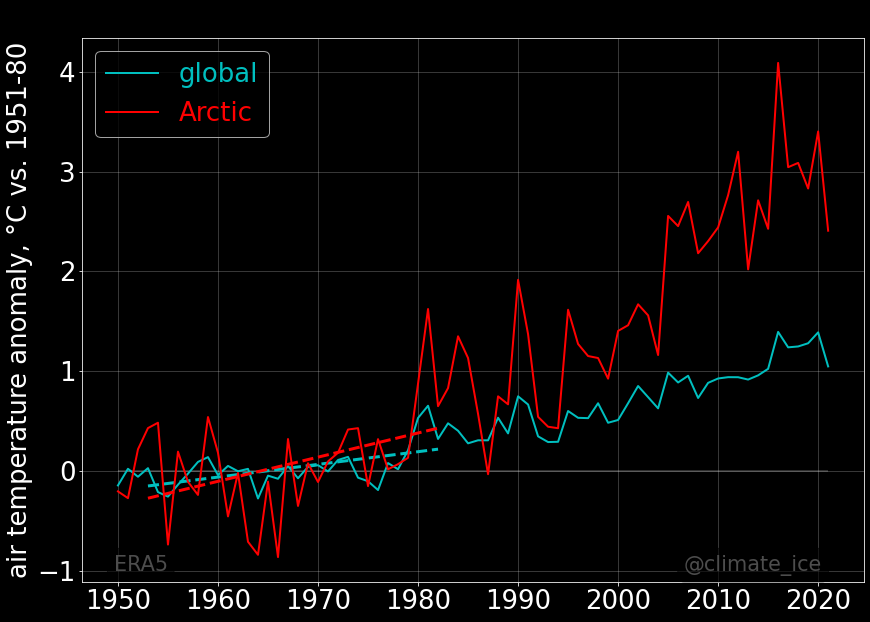 air temperature anomaly, °C vs. 1951-80
global
Arctic
4
3
2
1
0
−1
ERA5
@climate_ice
1950 1960 1970 1980 1990 2000 2010 2020